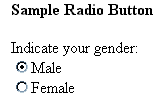 Sample Radio Button
Indicate your gender:
Male
Female